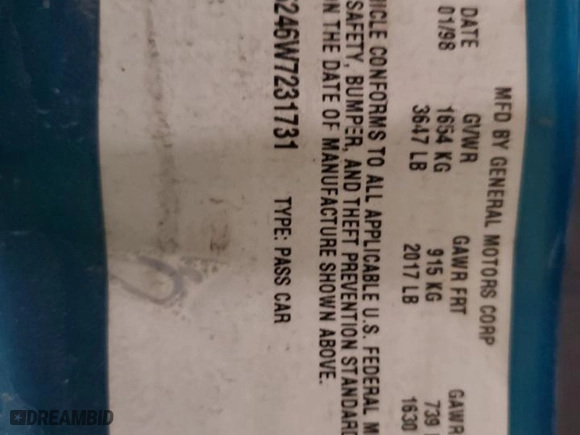 MFD BY GENERAL MOTORS CORP
DATE GVWR GAWR FRT GAWR
01/98 1654 KG 915 KG 739
3647 LB 2017 LB 1630
HICLE CONFORMS TO ALL APPLICABLE U.S. FEDERAL M
SAFETY, BUMPER, AND THEFT PREVENTION STANDARD
N THE DATE OF MANUFACTURE SHOWN ABOVE.
246W7231731 TYPE: PASS CAR
DREAMBID